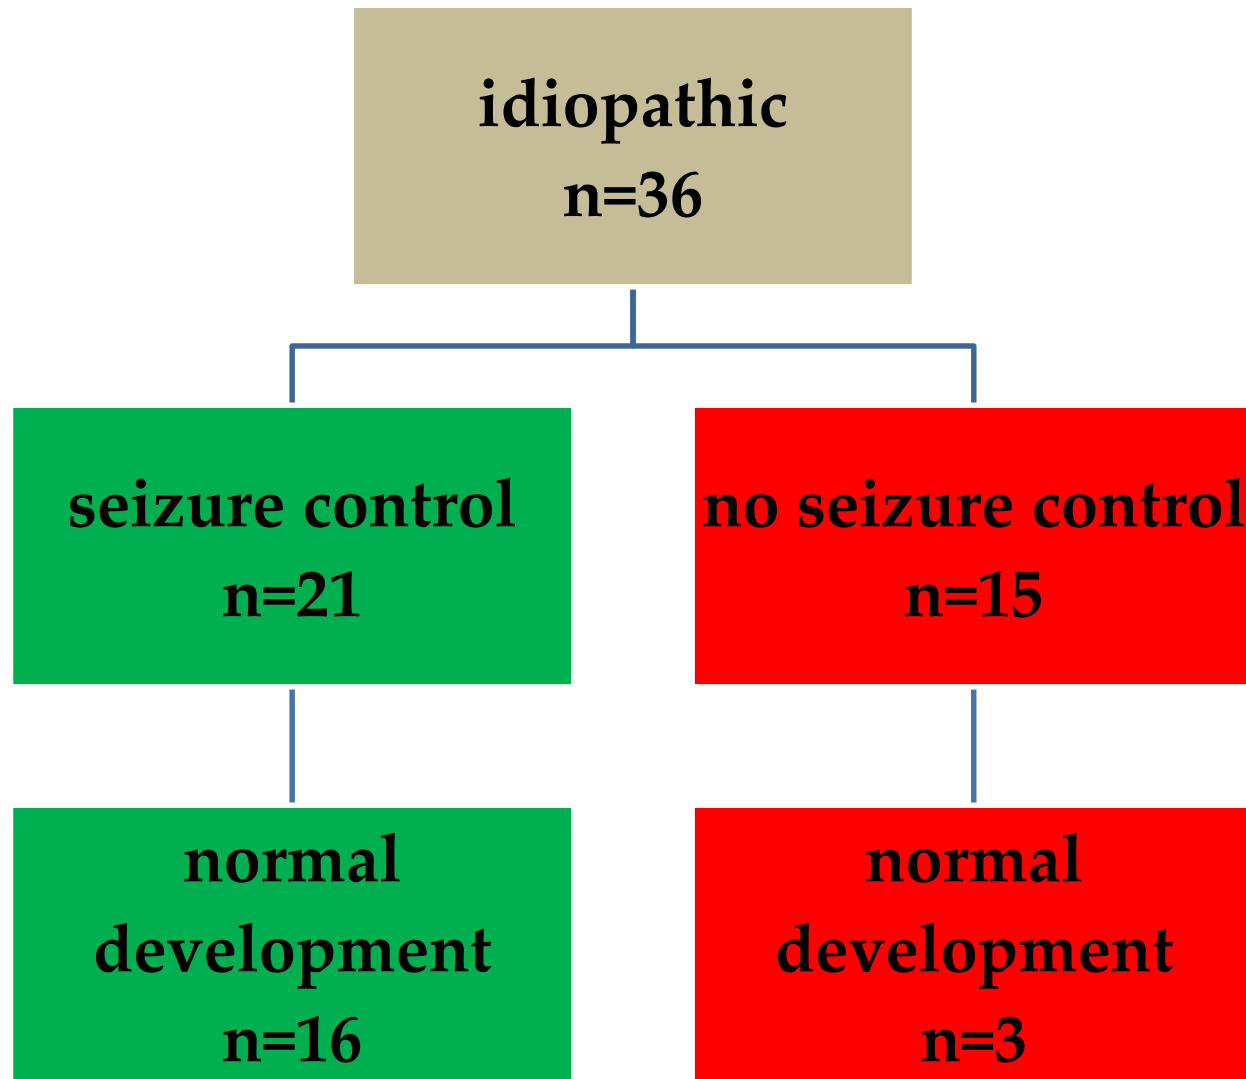 idiopathic
n=36
seizure control
n=21
no seizure control
n=15
normal
development
n=16
normal
development
n=3